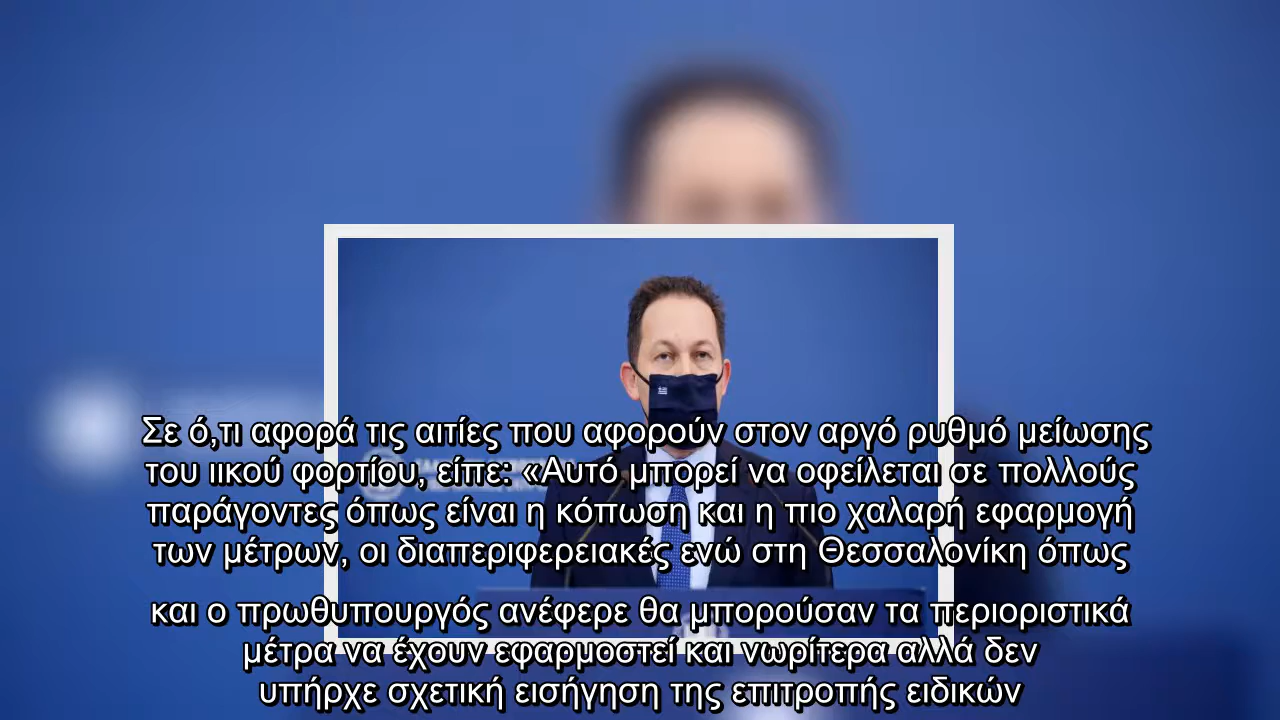 Σε ό,τι αφορά τις αιτίες που αφορούν στον αργό ρυθμό μείωσης
του ιικού φορτίου, είπε: «Αυτό μπορεί να οφείλεται σε πολλούς
παράγοντες όπως είναι η κόπωση και η πιο χαλαρή εφαρμογή
των μέτρων, οι διαπεριφερειακές ενώ στη Θεσσαλονίκη όπως
και ο πρωθυπουργός ανέφερε θα μπορούσαν τα περιοριστικά
μέτρα να έχουν εφαρμοστεί και νωρίτερα αλλά δεν
υπήρχε σχετική εισήγηση της επιτροπής ειδικών